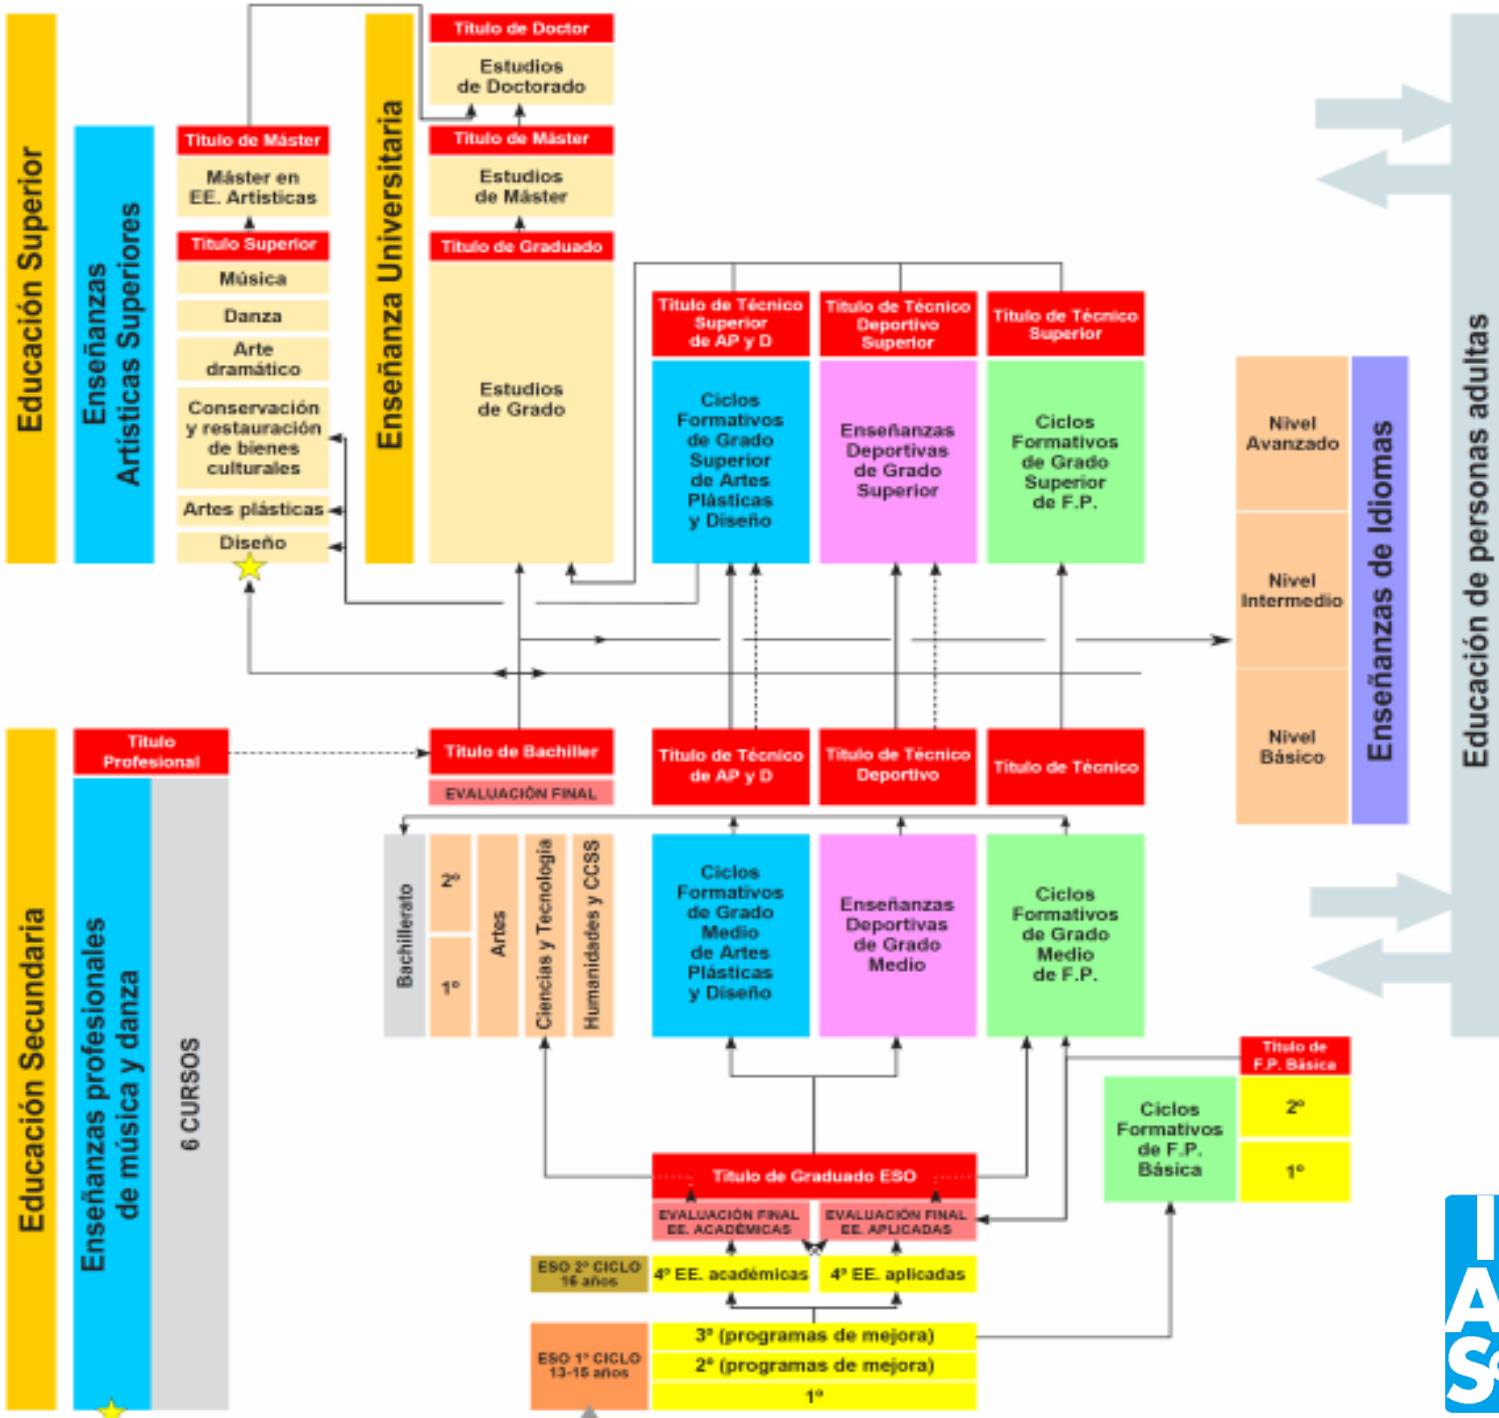 Educación Superior
Enseñanzas
Artísticas Superiores
Título de Máster
Máster en
EE. Artísticas
Título Superior
Música
Danza
Arte
dramático
Conservación
y restauración
de bienes
culturales
Artes plásticas
Diseño
Enseñanza Universitaria
Título de Doctor
Estudios
de Doctorado
Título de Máster
Estudios
de Máster
Título de Graduado
Estudios
de Grado
Título de Técnico
Superior
de AP y D
Ciclos
Formativos
de Grado
Superior
de Artes
Plásticas
y Diseño
Título de Técnico
Deportivo
Superior
Enseñanzas
Deportivas
de Grado
Superior
Título de Técnico
Superior
Ciclos
Formativos
de Grado
Superior
de F.P.
Nivel
Avanzado
Nivel
Intermedio
Nivel
Básico
Enseñanzas de Idiomas
Educación de personas adultas
Educación Secundaria
Título
Profesional
Enseñanzas profesionales
de música y danza
6 CURSOS
Título de Bachiller
EVALUACIÓN FINAL
Bachillerato
2º
1º
Artes
Ciencias y Tecnología
Humanidades y CCSS
Título de Técnico
de AP y D
Ciclos
Formativos
de Grado
Medio
de Artes
Plásticas
y Diseño
Título de Técnico
Deportivo
Enseñanzas
Deportivas
de Grado
Medio
Título de Técnico
Ciclos
Formativos
de Grado
Medio
de F.P.
Título de
F.P. Básica
Ciclos
Formativos
de F.P.
Básica
2º
1º
Título de Graduado ESO
EVALUACIÓN FINAL
EE. ACADÉMICAS
EVALUACIÓN FINAL
EE. APLICADAS
ESO 2º CICLO
16 años
4º EE. académicas
4º EE. aplicadas
ESO 1º CICLO
13-15 años
3º (programas de mejora)
2º (programas de mejora)
1º